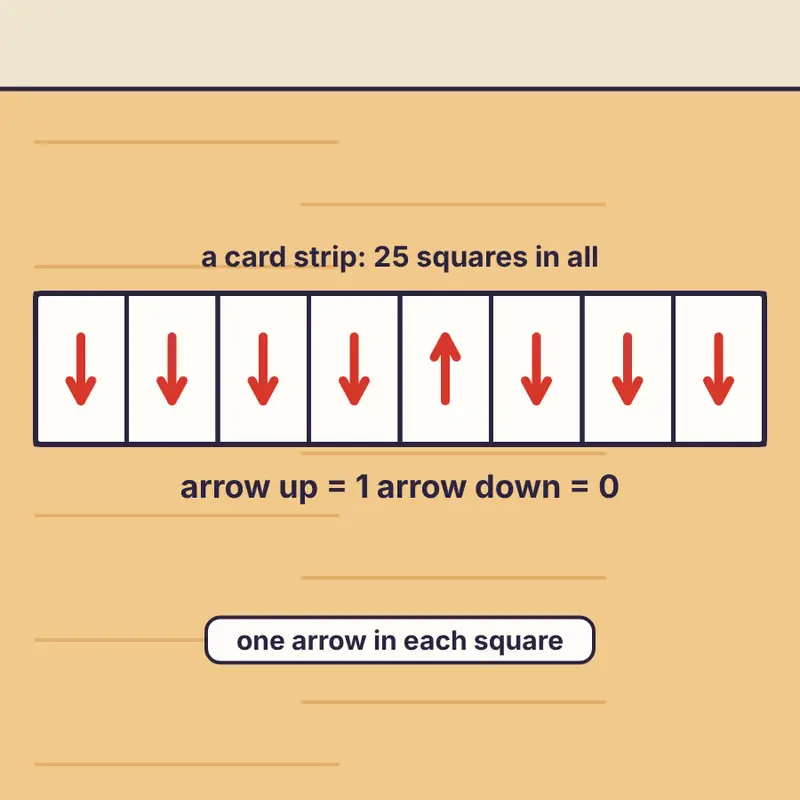 a card strip: 25 squares in all
arrow up = 1 arrow down = 0
one arrow in each square